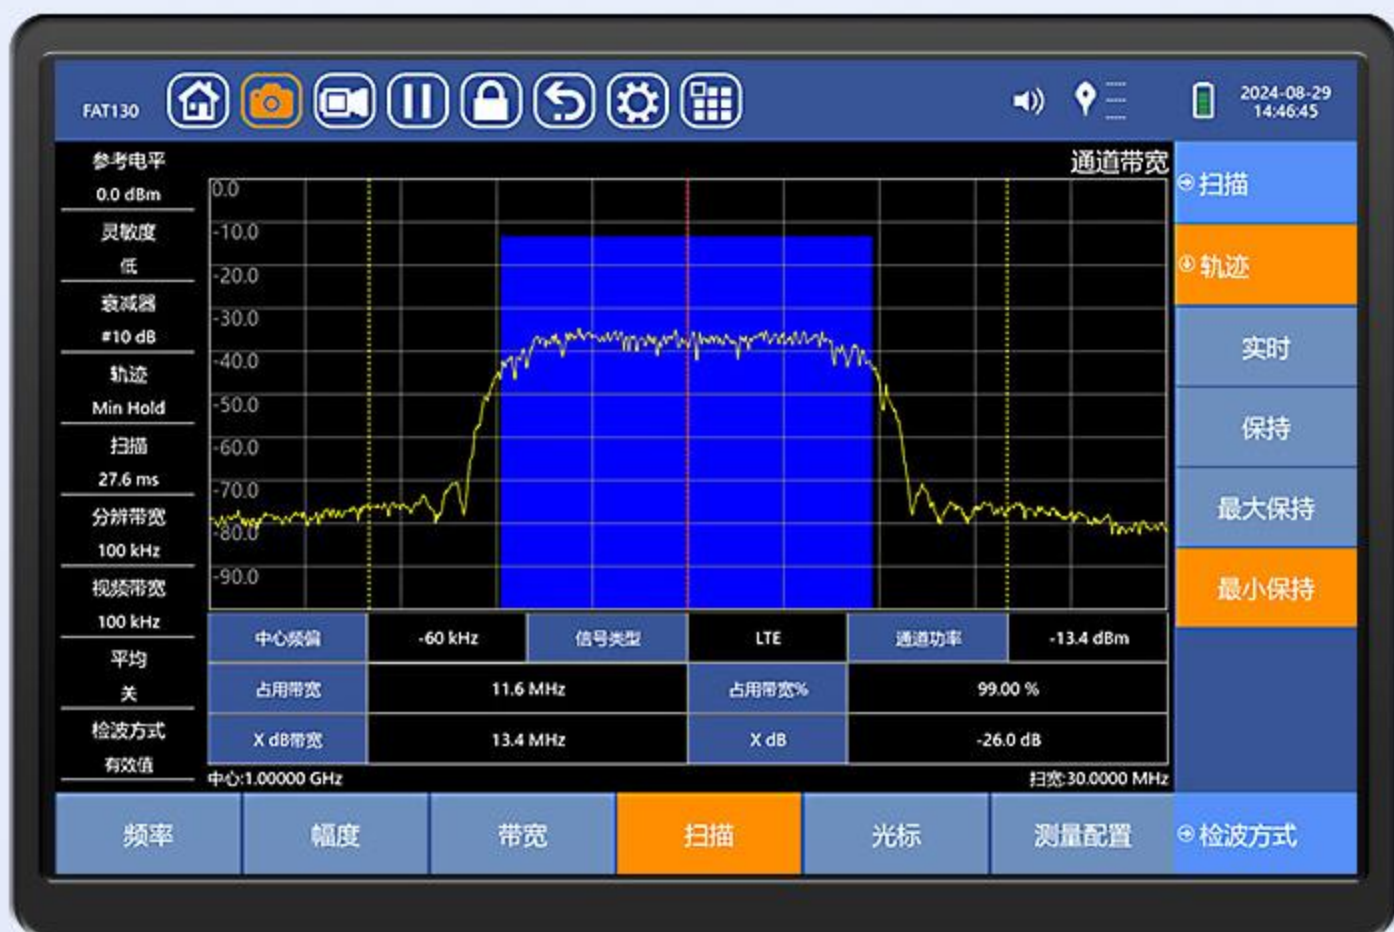 FAT130
2024-08-29
14:46:45
参考电平
0.0 dBm
灵敏度
低
衰减器
#10 dB
轨迹
Min Hold
扫描
27.6 ms
分辨带宽
100 kHz
视频带宽
100 kHz
平均
关
检波方式
有效值
通道带宽
0.0
-10.0
-20.0
-30.0
-40.0
-50.0
-60.0
-70.0
-80.0
-90.0
中心频偏 -60 kHz 信号类型 LTE 通道功率 -13.4 dBm
占用带宽 11.6 MHz 占用带宽% 99.00 %
X dB带宽 13.4 MHz X dB -26.0 dB
中心:1.00000 GHz 扫宽:30.0000 MHz
扫描
轨迹
实时
保持
最大保持
最小保持
检波方式
频率 幅度 带宽 扫描 光标 测量配置